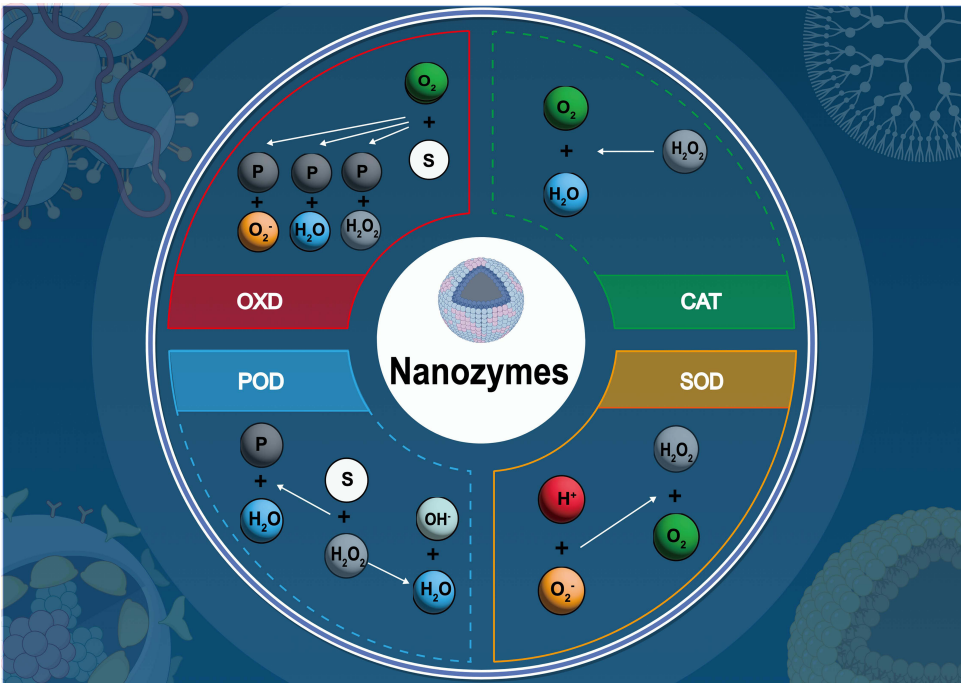 O₂
+
S
P P P
+ + +
O₂⁻ H₂O H₂O₂
OXD
O₂
+
H₂O
H₂O₂
CAT
Nanozymes
POD
P
+
H₂O
S
+
H₂O₂
OH⁻
+
H₂O
SOD
H⁺
+
O₂⁻
H₂O₂
+
O₂